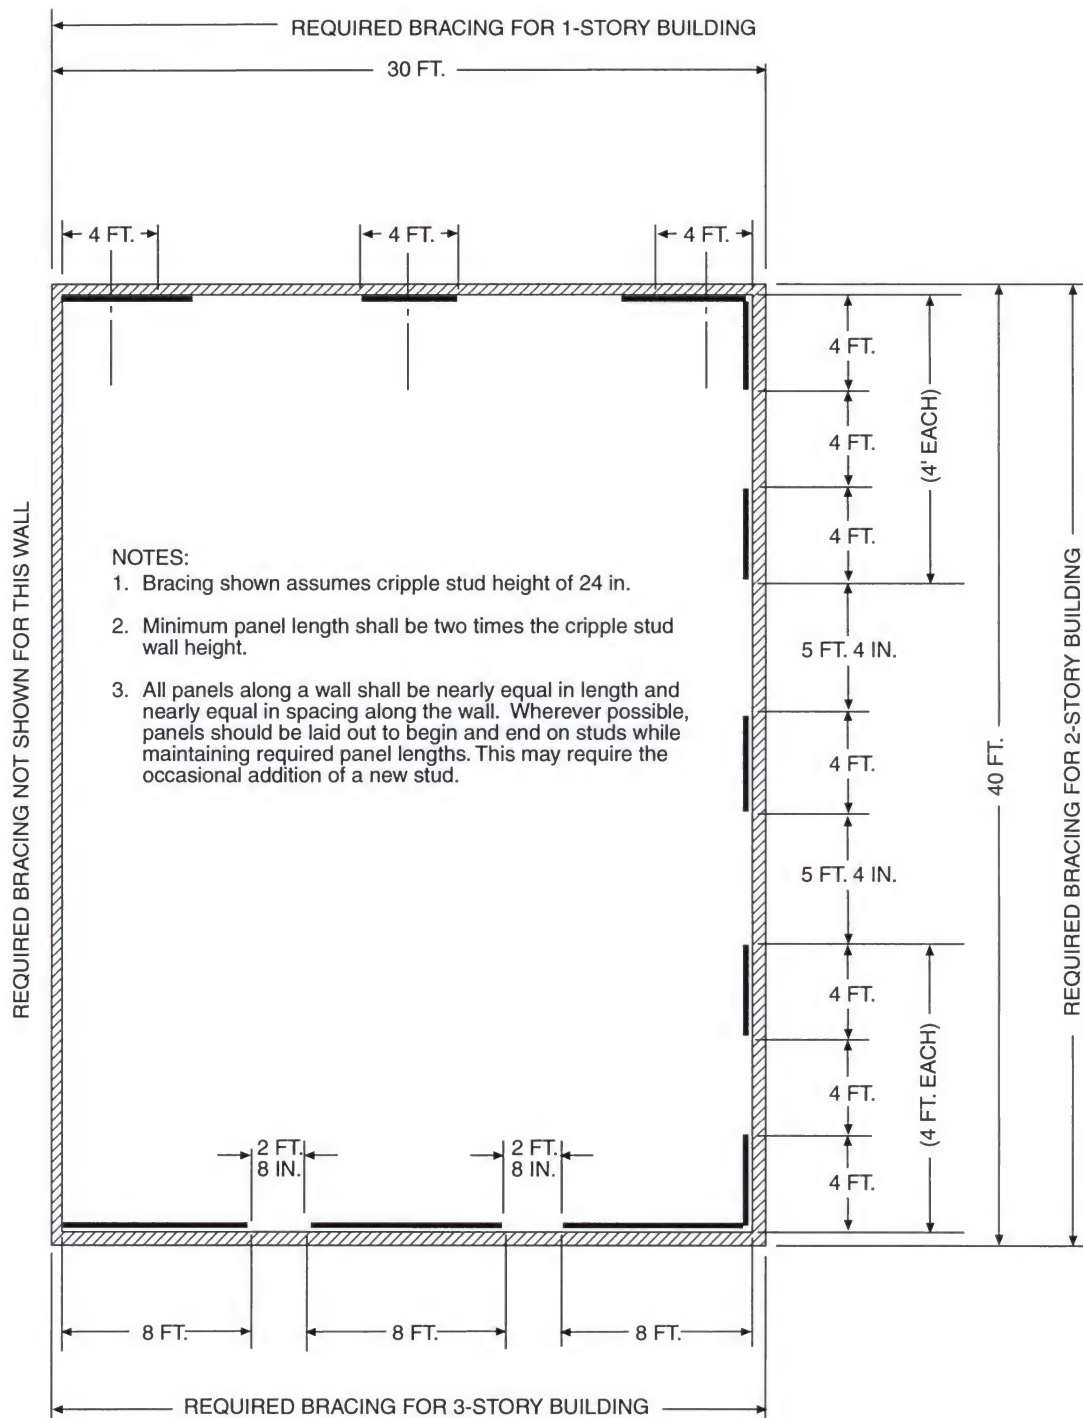 REQUIRED BRACING FOR 1-STORY BUILDING
30 FT.
4 FT.
4 FT.
4 FT.
4 FT.
4 FT.
4 FT.
(4' EACH)
5 FT. 4 IN.
4 FT.
5 FT. 4 IN.
4 FT.
4 FT.
4 FT.
(4 FT. EACH)
40 FT.
REQUIRED BRACING FOR 2-STORY BUILDING
REQUIRED BRACING NOT SHOWN FOR THIS WALL
NOTES:
1. Bracing shown assumes cripple stud height of 24 in.
2. Minimum panel length shall be two times the cripple stud
wall height.
3. All panels along a wall shall be nearly equal in length and
nearly equal in spacing along the wall. Wherever possible,
panels should be laid out to begin and end on studs while
maintaining required panel lengths. This may require the
occasional addition of a new stud.
2 FT.
8 IN.
2 FT.
8 IN.
8 FT.
8 FT.
8 FT.
REQUIRED BRACING FOR 3-STORY BUILDING